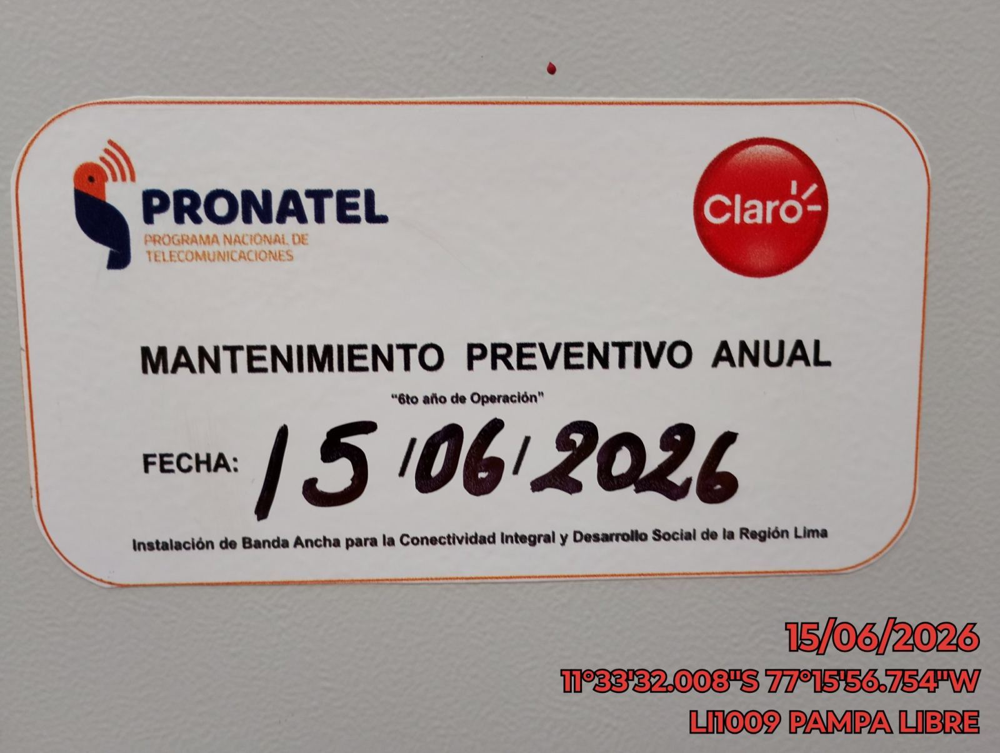 PRONATEL
PROGRAMA NACIONAL DE
TELECOMUNICACIONES
Claro
MANTENIMIENTO PREVENTIVO ANUAL
“6to año de Operación”
FECHA: 15/06/2026
Instalación de Banda Ancha para la Conectividad Integral y Desarrollo Social de la Región Lima
15/06/2026
11°33'32.008"S 77°15'56.754"W
LI1009 PAMPA LIBRE